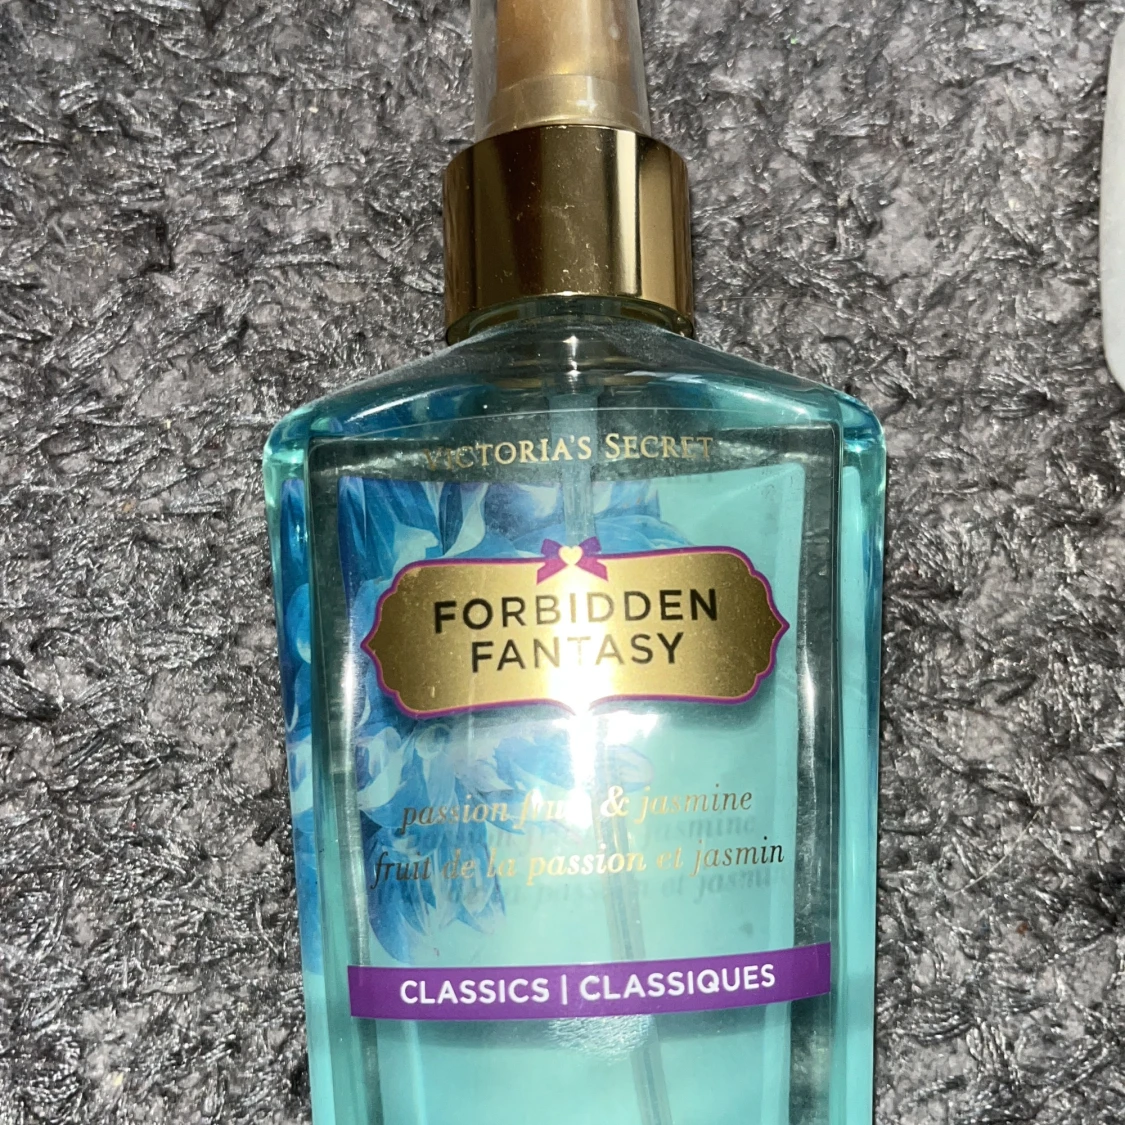 VICTORIA'S SECRET
FORBIDDEN
FANTASY
passion fruit & jasmine
fruit de la passion et jasmin
CLASSICS | CLASSIQUES